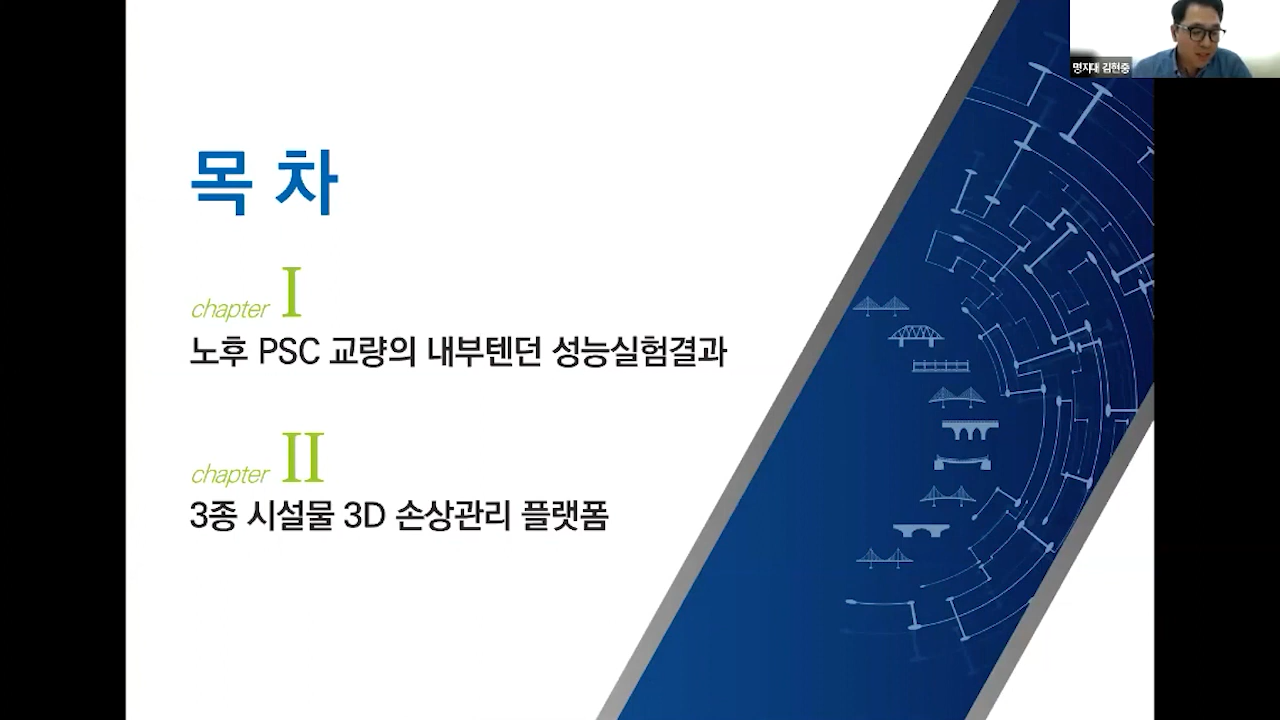 명지대 김현중
목 차
chapter I
노후 PSC 교량의 내부텐던 성능실험결과
chapter II
3종 시설물 3D 손상관리 플랫폼